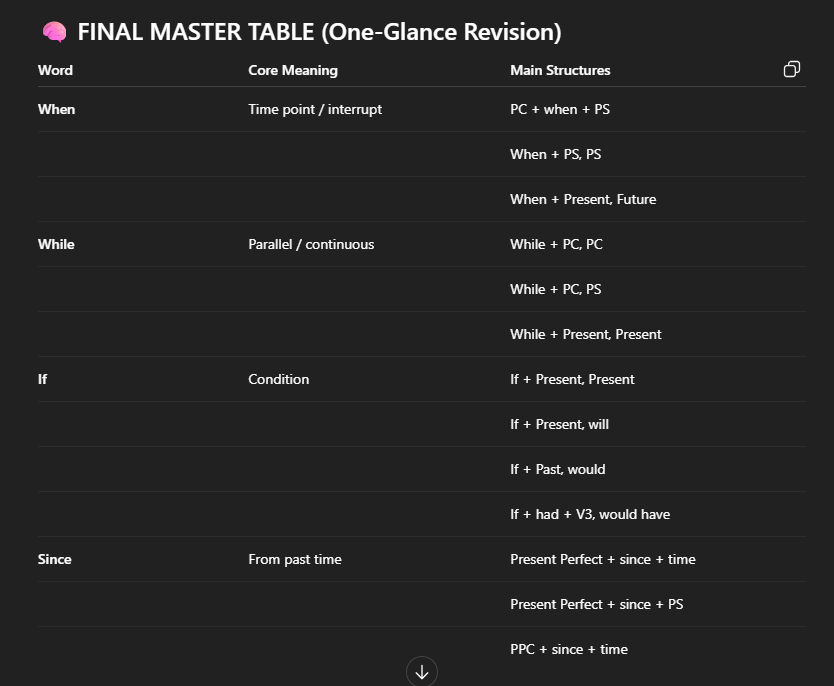 🧠 FINAL MASTER TABLE (One-Glance Revision)
Word Core Meaning Main Structures
When Time point / interrupt PC + when + PS
When + PS, PS
When + Present, Future
While Parallel / continuous While + PC, PC
While + PC, PS
While + Present, Present
If Condition If + Present, Present
If + Present, will
If + Past, would
If + had + V3, would have
Since From past time Present Perfect + since + time
Present Perfect + since + PS
PPC + since + time